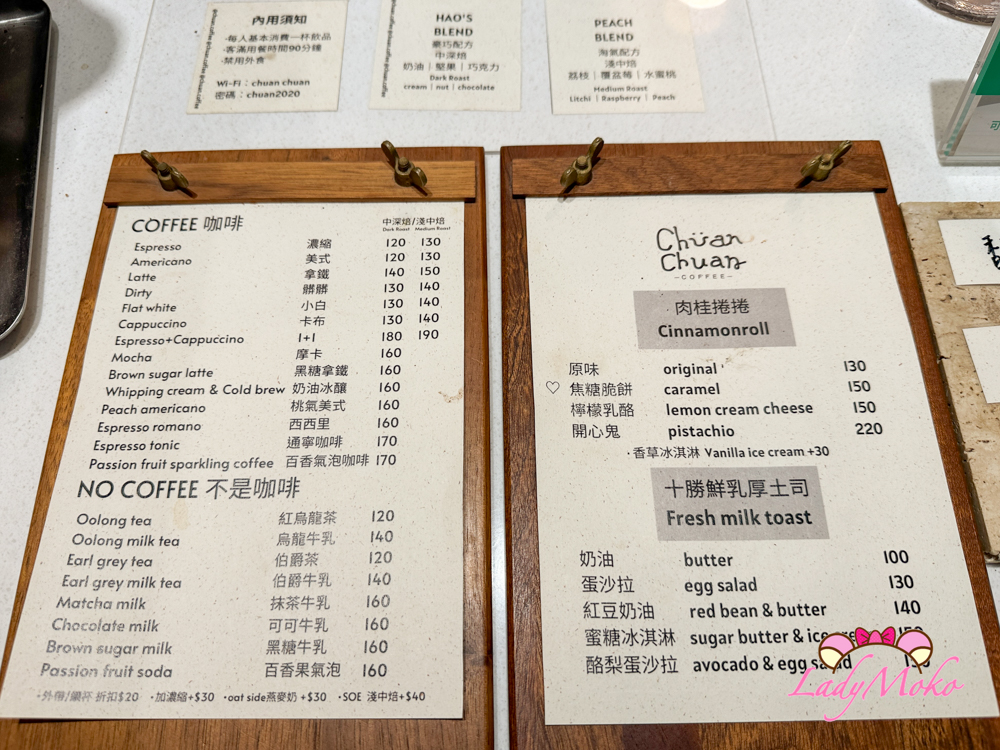 內用須知
·每人基本消費一杯飲品
·客滿用餐時間90分鐘
·禁用外食
Wi-Fi：chuan chuan
密碼：chuan2020
HAO'S
BLEND
豪巧配方
中深焙
奶油｜堅果｜巧克力
Dark Roast
cream｜nut｜chocolate
PEACH
BLEND
淘氣配方
淺中焙
荔枝｜覆盆莓｜水蜜桃
Medium Roast
Litchi｜Raspberry｜Peach
COFFEE 咖啡 中深焙/淺中焙
Dark Roast Medium Roast
Espresso 濃縮 120 130
Americano 美式 120 130
Latte 拿鐵 140 150
Dirty 髒髒 130 140
Flat white 小白 130 140
Cappuccino 卡布 130 140
Espresso+Cappuccino 1+1 180 190
Mocha 摩卡 160
Brown sugar latte 黑糖拿鐵 160
Whipping cream & Cold brew 奶油冰釀 160
Peach americano 桃氣美式 160
Espresso romano 西西里 160
Espresso tonic 通寧咖啡 170
Passion fruit sparkling coffee 百香氣泡咖啡 170
NO COFFEE 不是咖啡
Oolong tea 紅烏龍茶 120
Oolong milk tea 烏龍牛乳 140
Earl grey tea 伯爵茶 120
Earl grey milk tea 伯爵牛乳 140
Matcha milk 抹茶牛乳 160
Chocolate milk 可可牛乳 160
Brown sugar milk 黑糖牛乳 160
Passion fruit soda 百香果氣泡 160
·外帶/續杯 折扣$20 ·加濃縮+$30 ·oat side燕麥奶 +$30 ·SOE 淺中焙+$40
Chüan
Chuan
-COFFEE-
肉桂捲捲
Cinnamonroll
原味 original 130
♡ 焦糖脆餅 caramel 150
檸檬乳酪 lemon cream cheese 150
開心鬼 pistachio 220
·香草冰淇淋 Vanilla ice cream +30
十勝鮮乳厚土司
Fresh milk toast
奶油 butter 100
蛋沙拉 egg salad 130
紅豆奶油 red bean & butter 140
蜜糖冰淇淋 sugar butter & ice
酪梨蛋沙拉 avocado & egg salad
LadyMoko
可